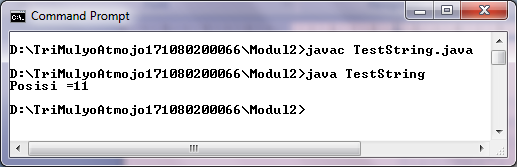 Command Prompt
D:\TriMulyoAtmojo171080200066\Modul2>javac TestString.java
D:\TriMulyoAtmojo171080200066\Modul2>java TestString
Posisi =11
D:\TriMulyoAtmojo171080200066\Modul2>